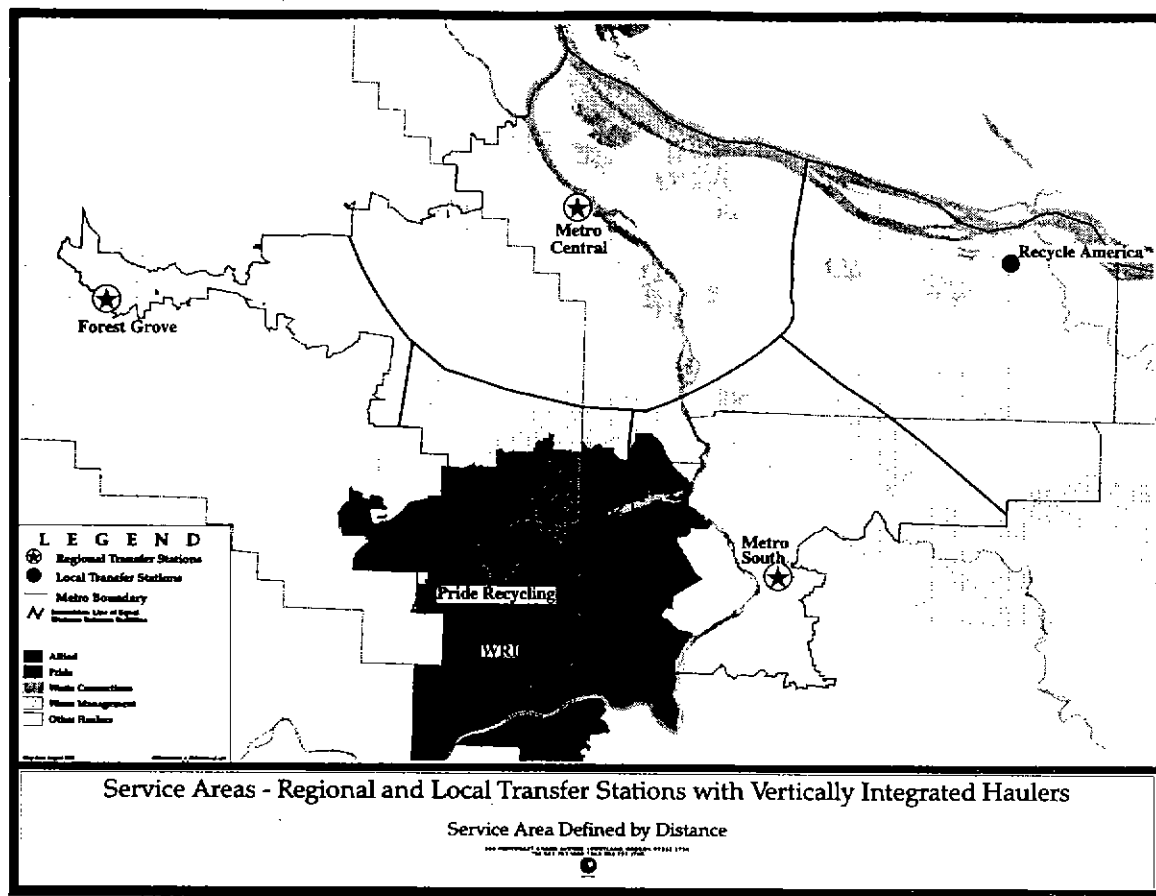 Metro
Central
Recycle America
Forest Grove
Metro
South
Pride Recycling
WRI
LEGEND
Regional Transfer Stations
Local Transfer Stations
Metro Boundary
Allied
Pride
Waste Connections
Waste Management
Other Haulers
Service Areas - Regional and Local Transfer Stations with Vertically Integrated Haulers
Service Area Defined by Distance